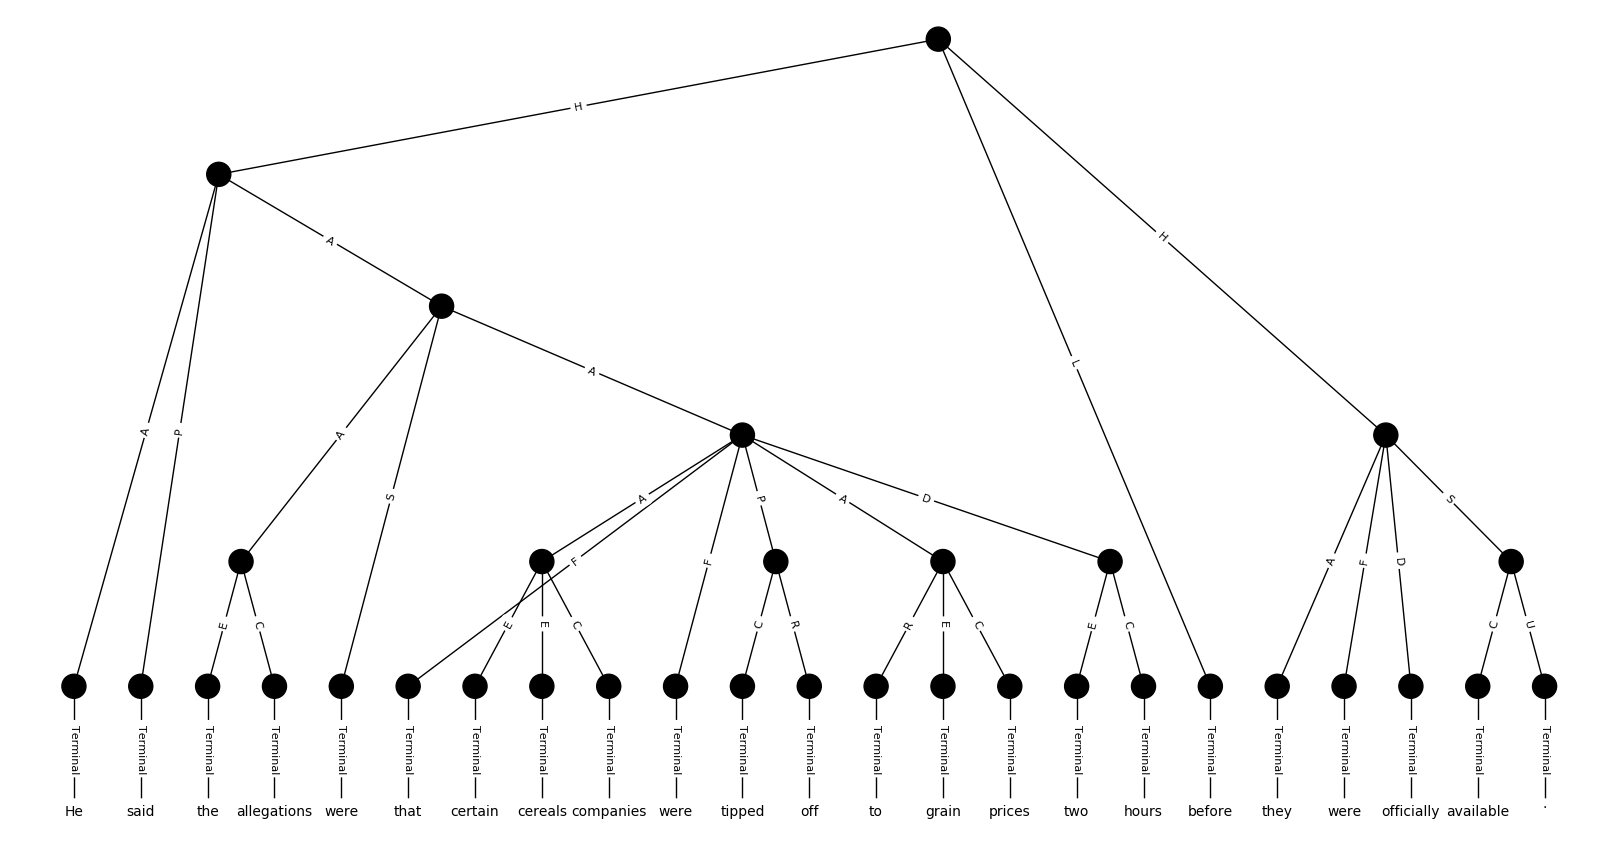 H
A
H
A
L
A
P
A
S
A
F
F
P
A
D
A
F
D
S
E
C
E
E
C
C
R
R
E
C
E
C
C
U
Terminal Terminal Terminal Terminal Terminal Terminal Terminal Terminal Terminal Terminal Terminal Terminal Terminal Terminal Terminal Terminal Terminal Terminal Terminal Terminal Terminal Terminal Terminal
He said the allegations were that certain cereals companies were tipped off to grain prices two hours before they were officially available .